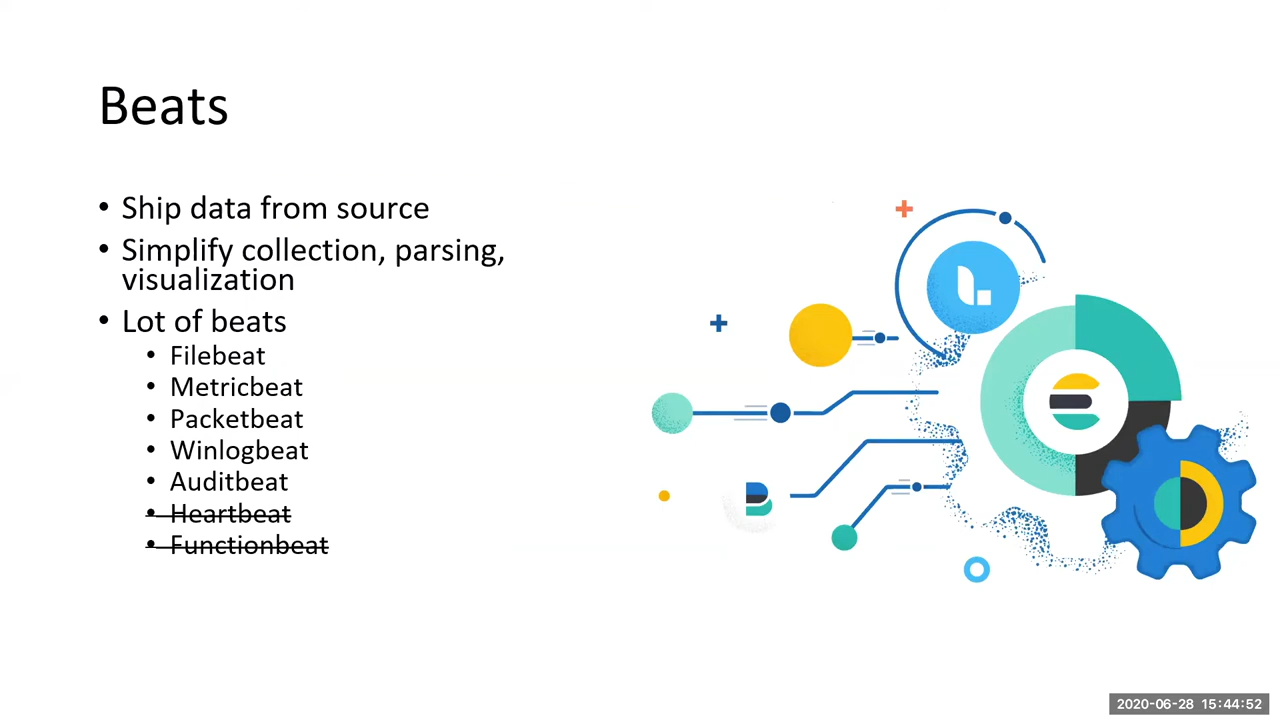 Beats
• Ship data from source
• Simplify collection, parsing,
visualization
• Lot of beats
• Filebeat
• Metricbeat
• Packetbeat
• Winlogbeat
• Auditbeat
• Heartbeat
• Functionbeat
2020-06-28 15:44:52